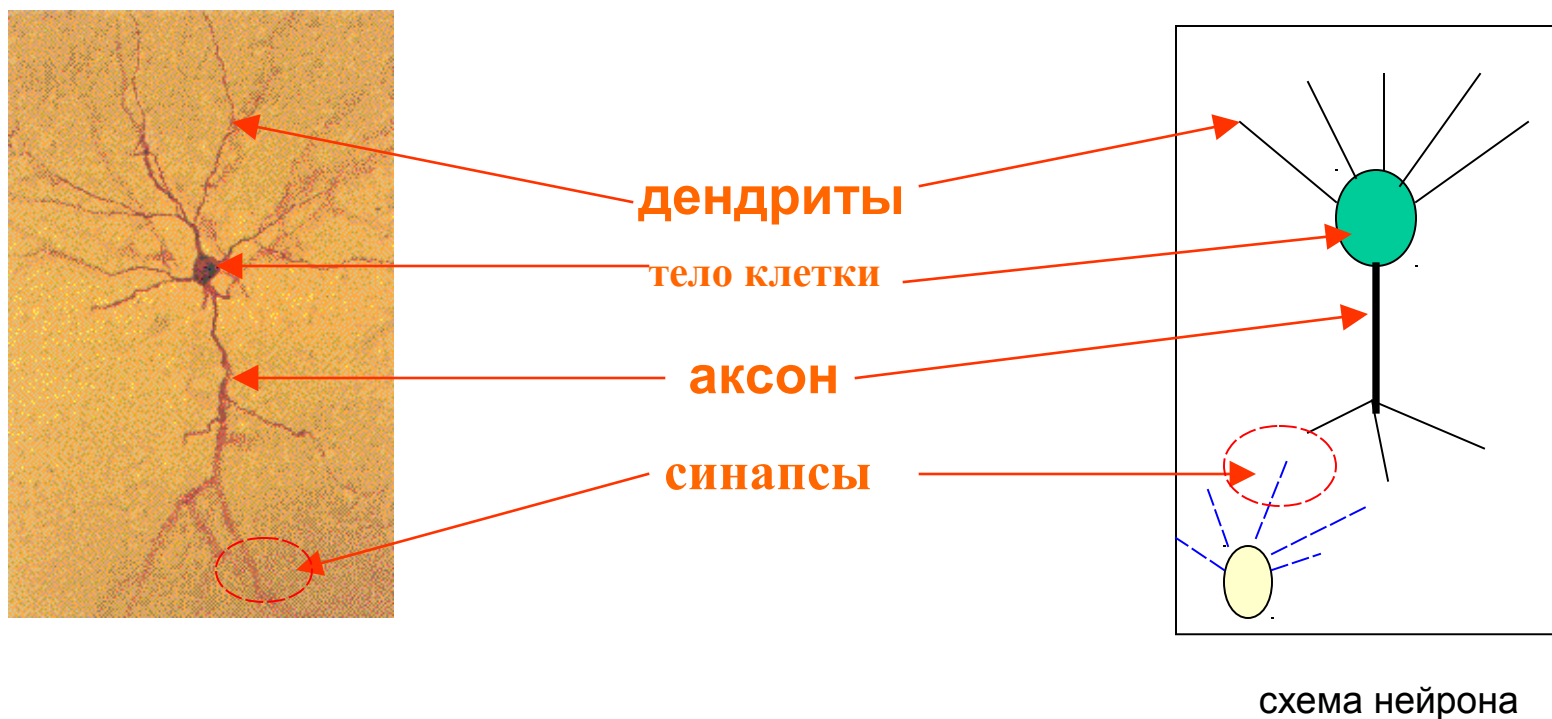 дендриты
тело клетки
аксон
синапсы
схема нейрона